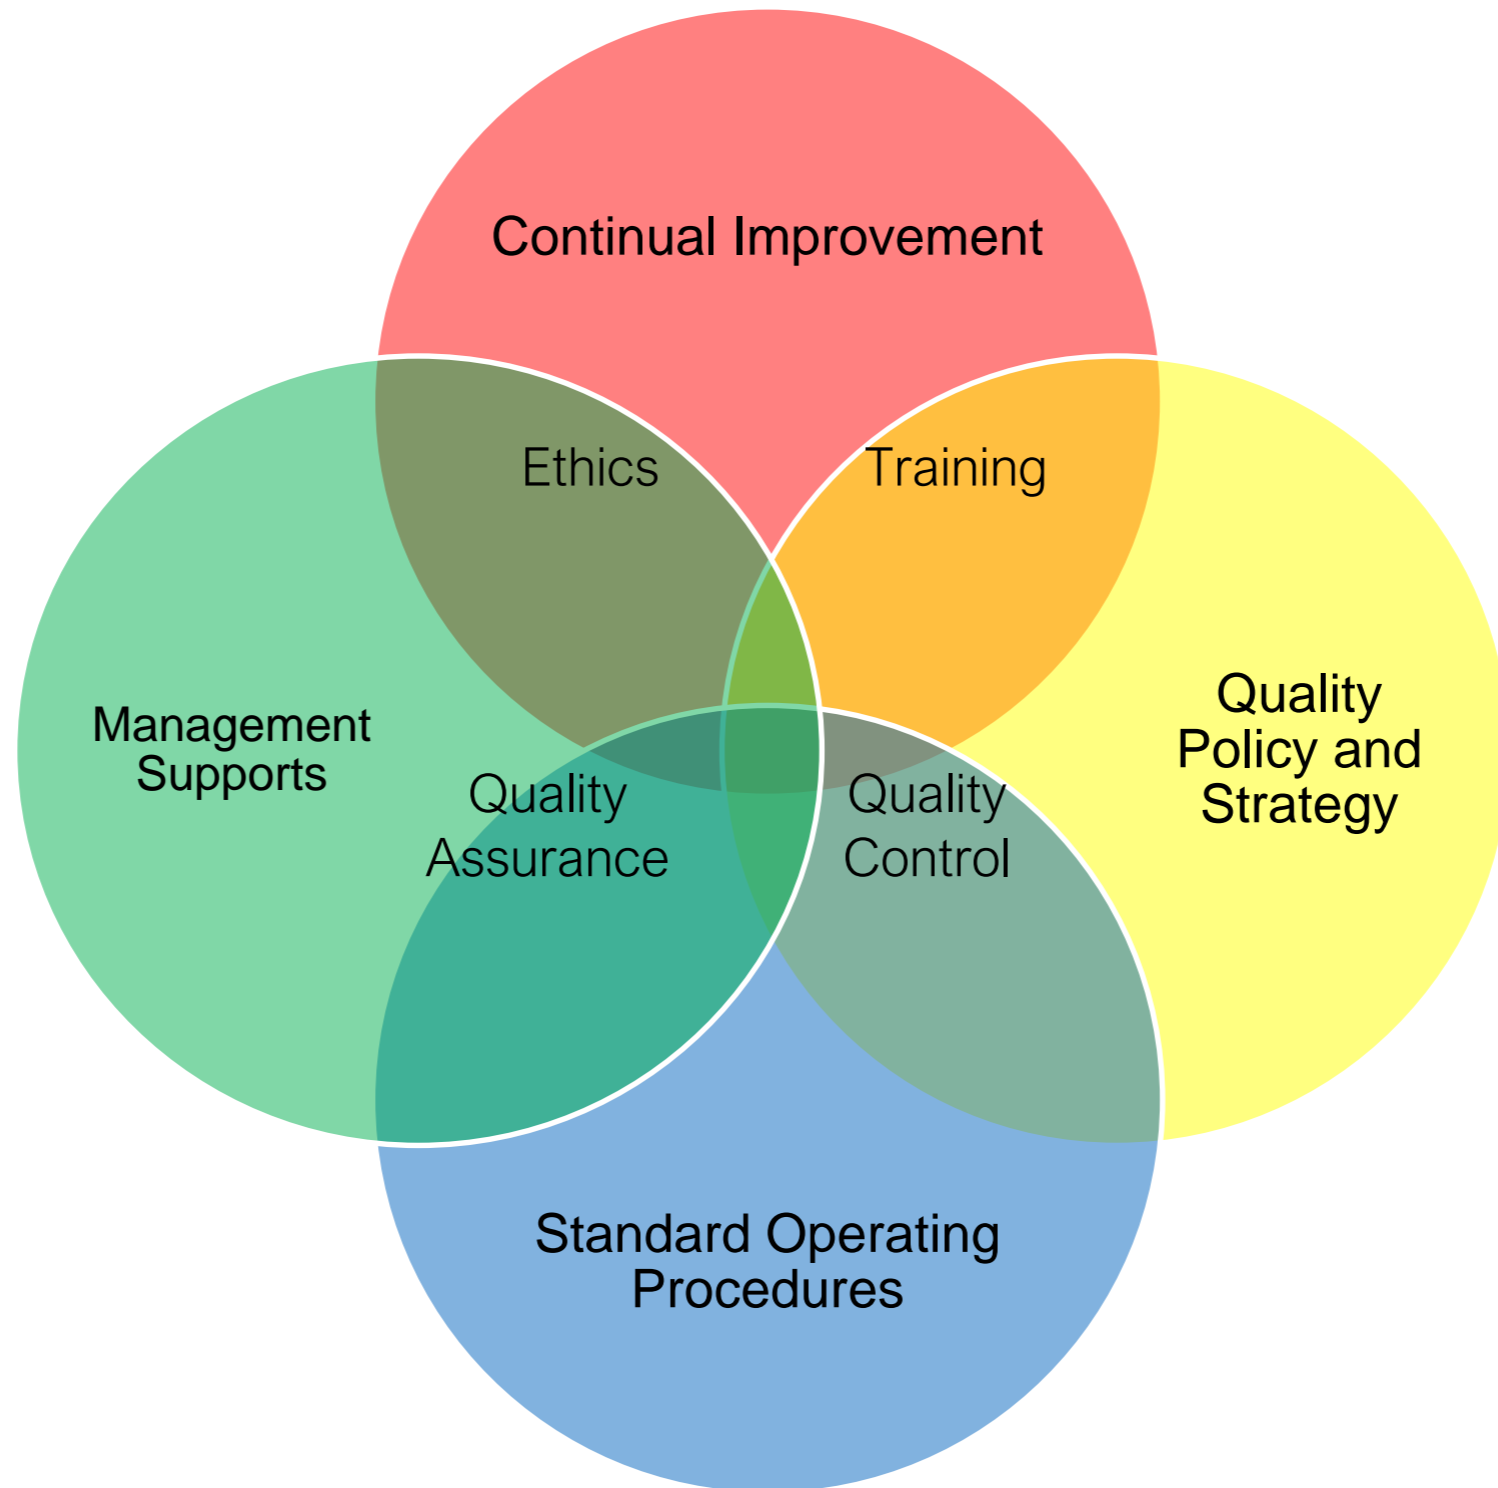 Continual Improvement
Ethics
Training
Management
Supports
Quality
Assurance
Quality
Control
Quality
Policy and
Strategy
Standard Operating
Procedures